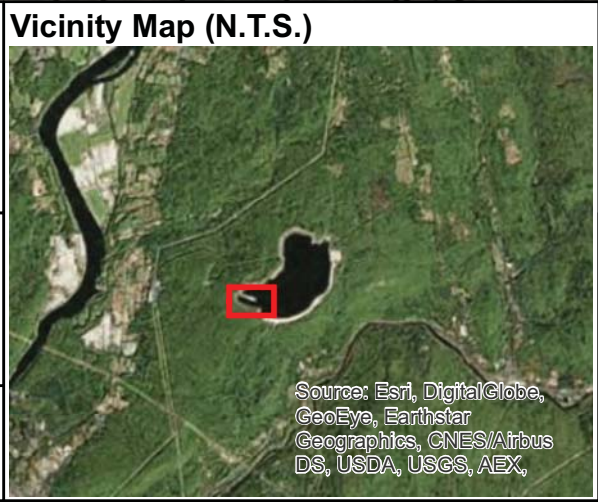 Vicinity Map (N.T.S.)
Source: Esri, DigitalGlobe,
GeoEye, Earthstar
Geographics, CNES/Airbus
DS, USDA, USGS, AEX,